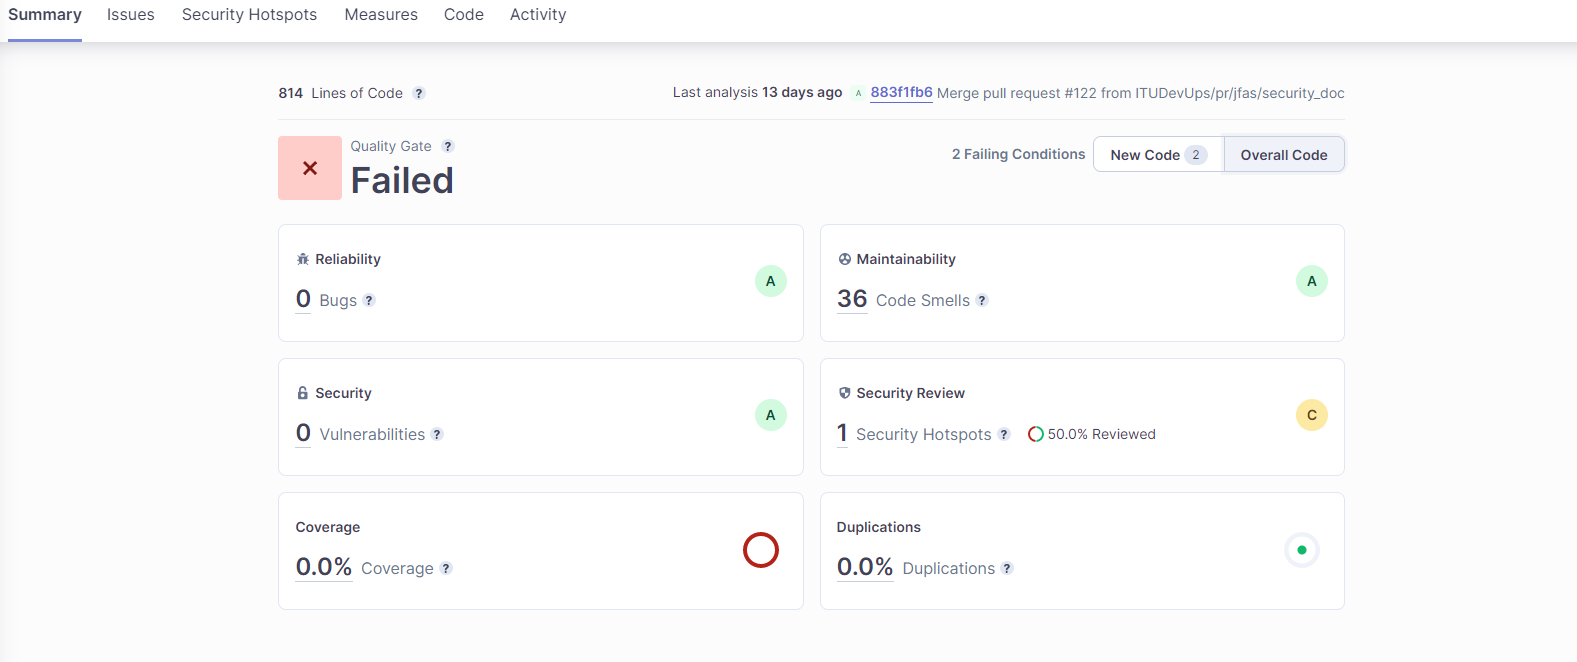 Summary Issues Security Hotspots Measures Code Activity
814 Lines of Code ?
Last analysis 13 days ago A 883f1fb6 Merge pull request #122 from ITUDevUps/pr/jfas/security_doc
Quality Gate ?
Failed
2 Failing Conditions New Code 2 Overall Code
Reliability
0 Bugs ?
A
Maintainability
36 Code Smells ?
A
Security
0 Vulnerabilities ?
A
Security Review
1 Security Hotspots ? 50.0% Reviewed
C
Coverage
0.0% Coverage ?
Duplications
0.0% Duplications ?